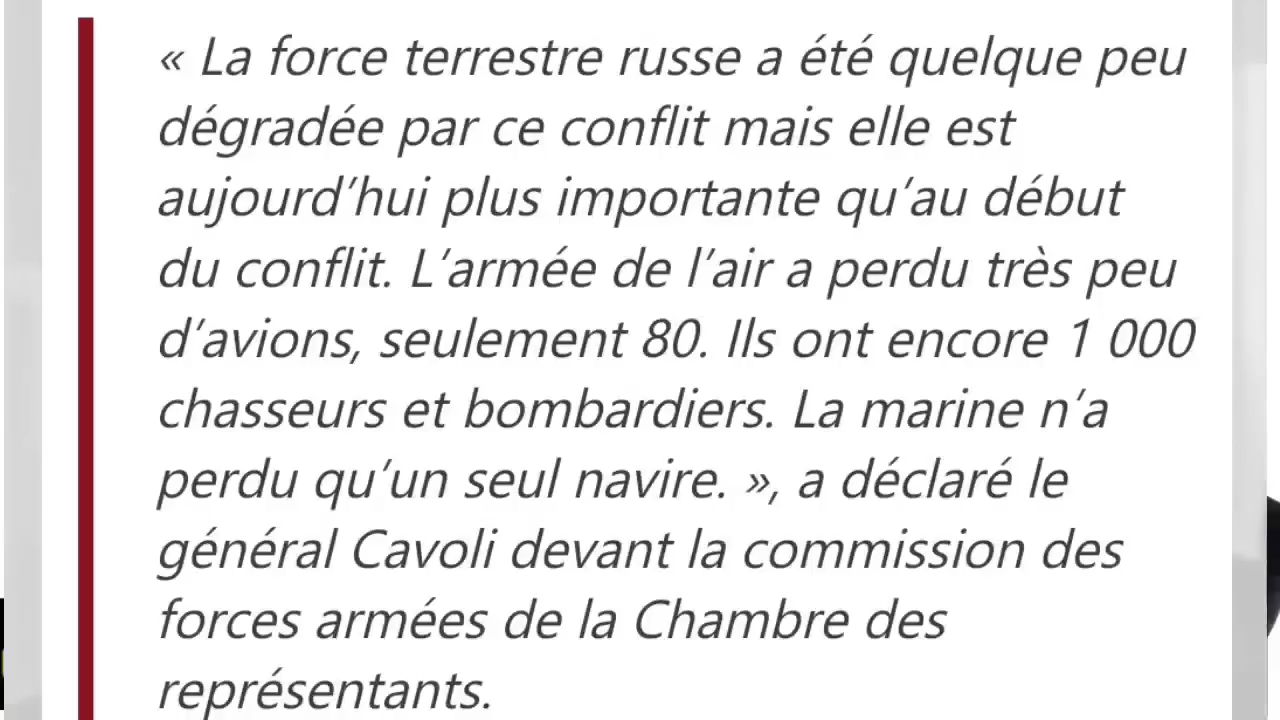 « La force terrestre russe a été quelque peu
dégradée par ce conflit mais elle est
aujourd’hui plus importante qu’au début
du conflit. L’armée de l’air a perdu très peu
d’avions, seulement 80. Ils ont encore 1 000
chasseurs et bombardiers. La marine n’a
perdu qu’un seul navire. », a déclaré le
général Cavoli devant la commission des
forces armées de la Chambre des
représentants.